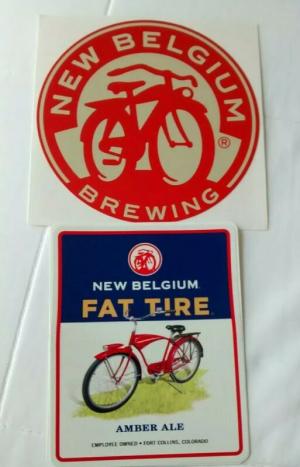 NEW BELGIUM
®
BREWING
NEW BELGIUM
FAT TIRE
AMBER ALE
EMPLOYEE OWNED • FORT COLLINS, COLORADO